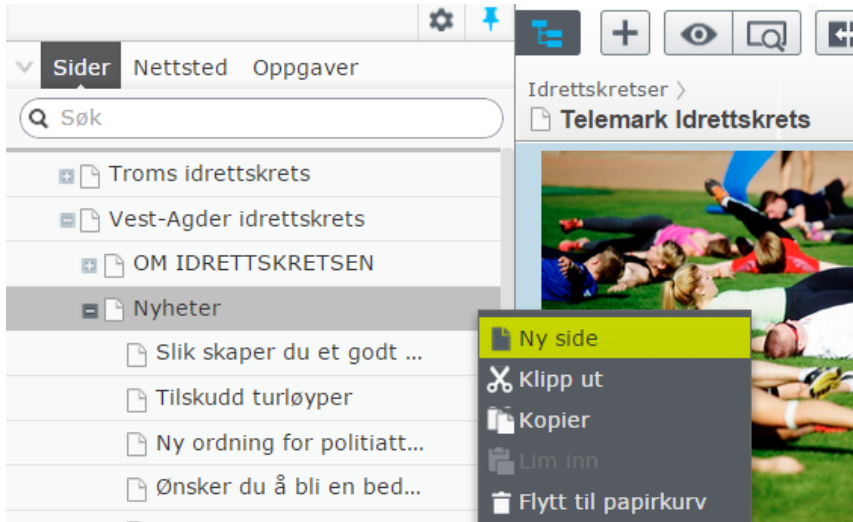 Sider Nettsted Oppgaver
Søk
Troms idrettskrets
Vest-Agder idrettskrets
OM IDRETTSKRETSEN
Nyheter
Slik skaper du et godt ...
Tilskudd turløyper
Ny ordning for politiatt...
Ønsker du å bli en bed...
Idrettskretser 〉
Telemark Idrettskrets
Ny side
Klipp ut
Kopier
Lim inn
Flytt til papirkurv